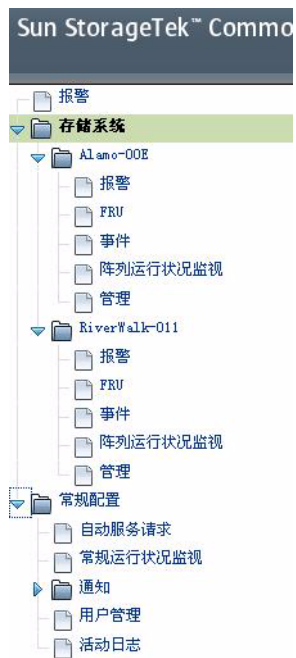 Sun StorageTek™ Commo
报警
存储系统
Alamo-OOE
报警
FRU
事件
阵列运行状况监视
管理
RiverWalk-011
报警
FRU
事件
阵列运行状况监视
管理
常规配置
自动服务请求
常规运行状况监视
通知
用户管理
活动日志